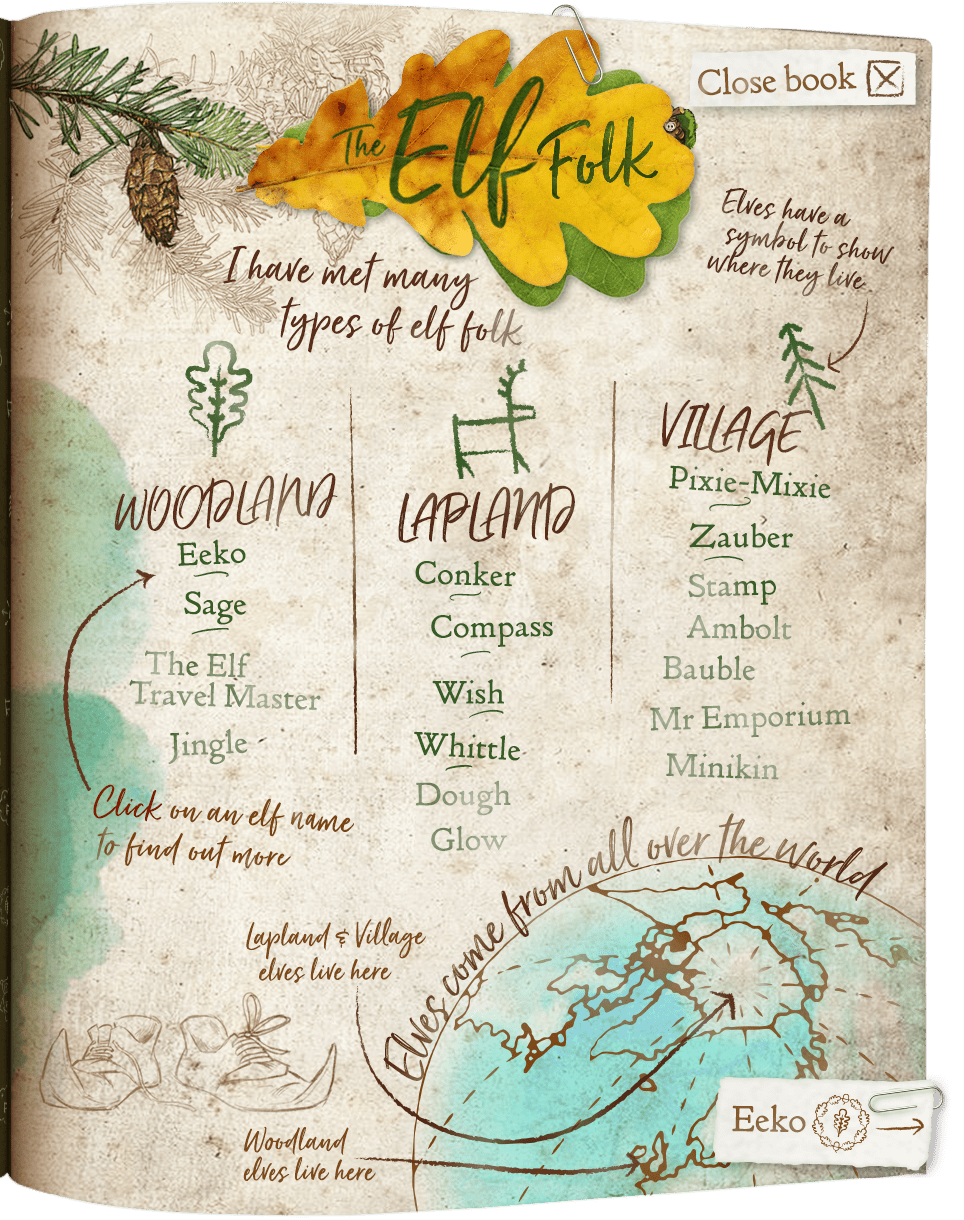 Close book
The Elf Folk
Elves have a
symbol to show
where they live.
I have met many
types of elf folk
WOODLAND
Eeko
Sage
The Elf
Travel Master
Jingle
LAPLAND
Conker
Compass
Wish
Whittle
Dough
Glow
VILLAGE
Pixie-Mixie
Zauber
Stamp
Ambolt
Bauble
Mr Emporium
Minikin
Click on an elf name
to find out more
Elves come from all over the world
Lapland & Village
elves live here
Woodland
elves live here
Eeko